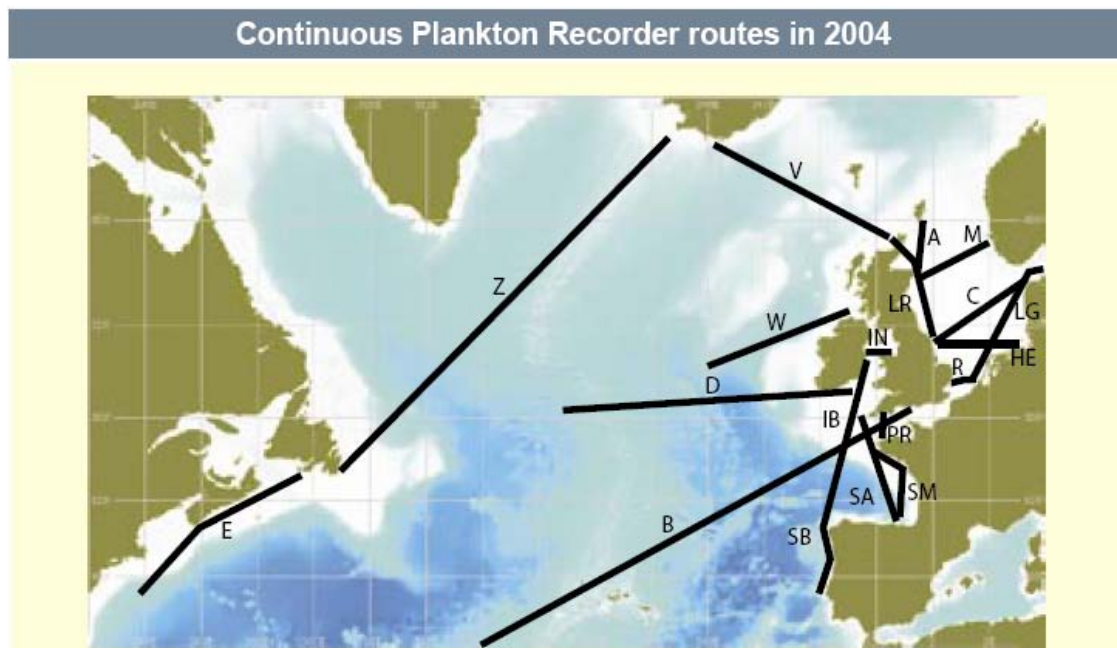 Continuous Plankton Recorder routes in 2004
V
A
M
Z
LR
C
LG
W
IN
HE
R
D
IB
PR
SA
SM
B
E
SB